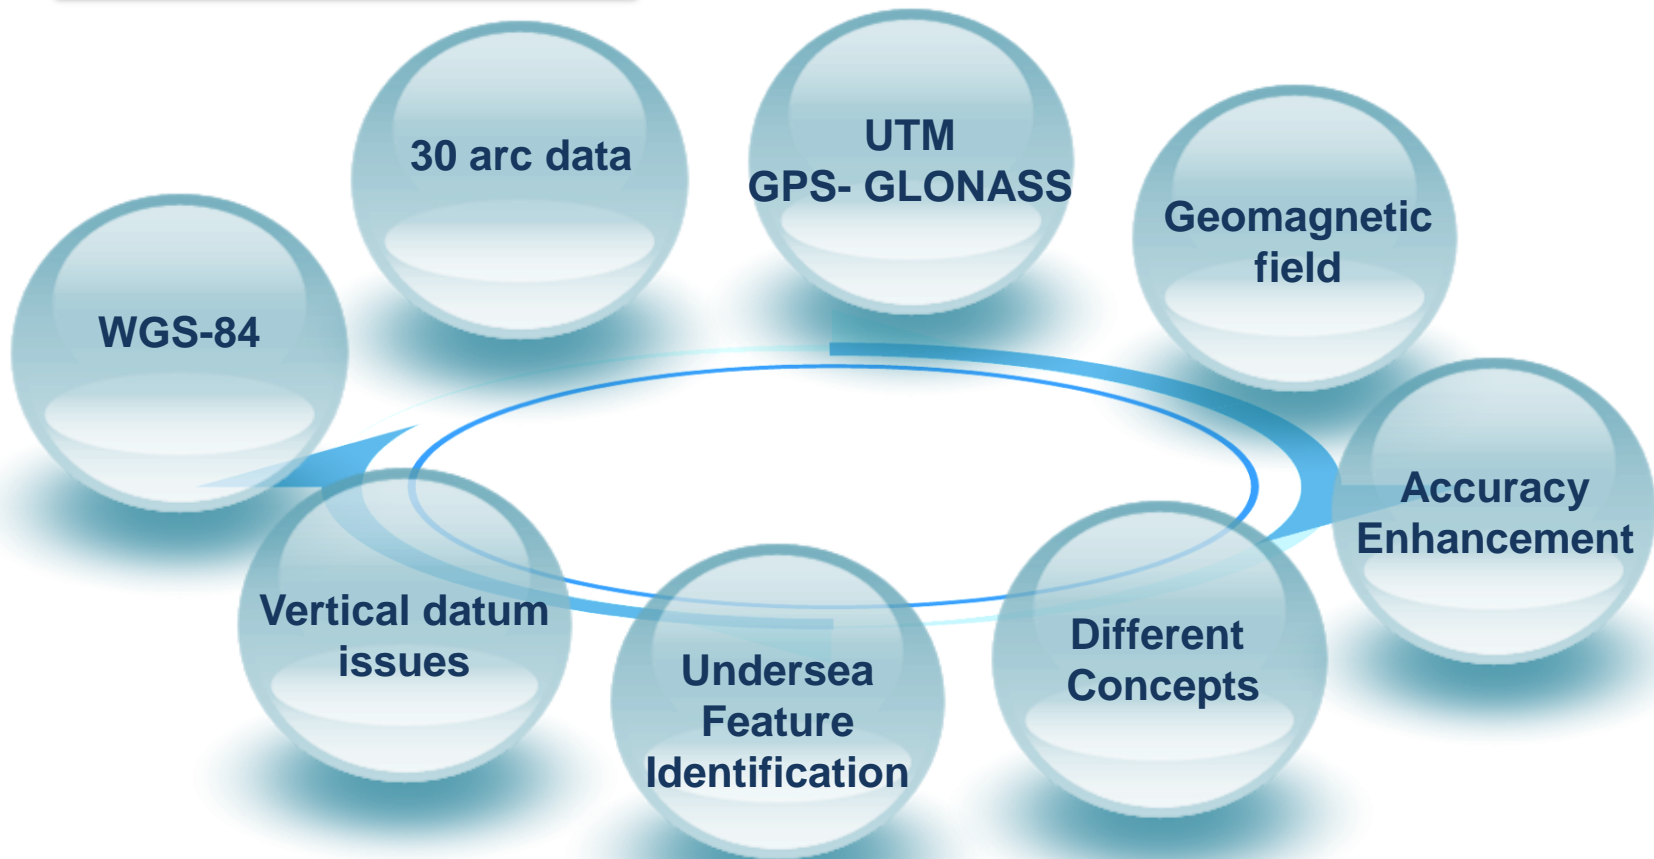 30 arc data
UTM
GPS- GLONASS
Geomagnetic
field
WGS-84
Accuracy
Enhancement
Vertical datum
issues
Undersea
Feature
Identification
Different
Concepts